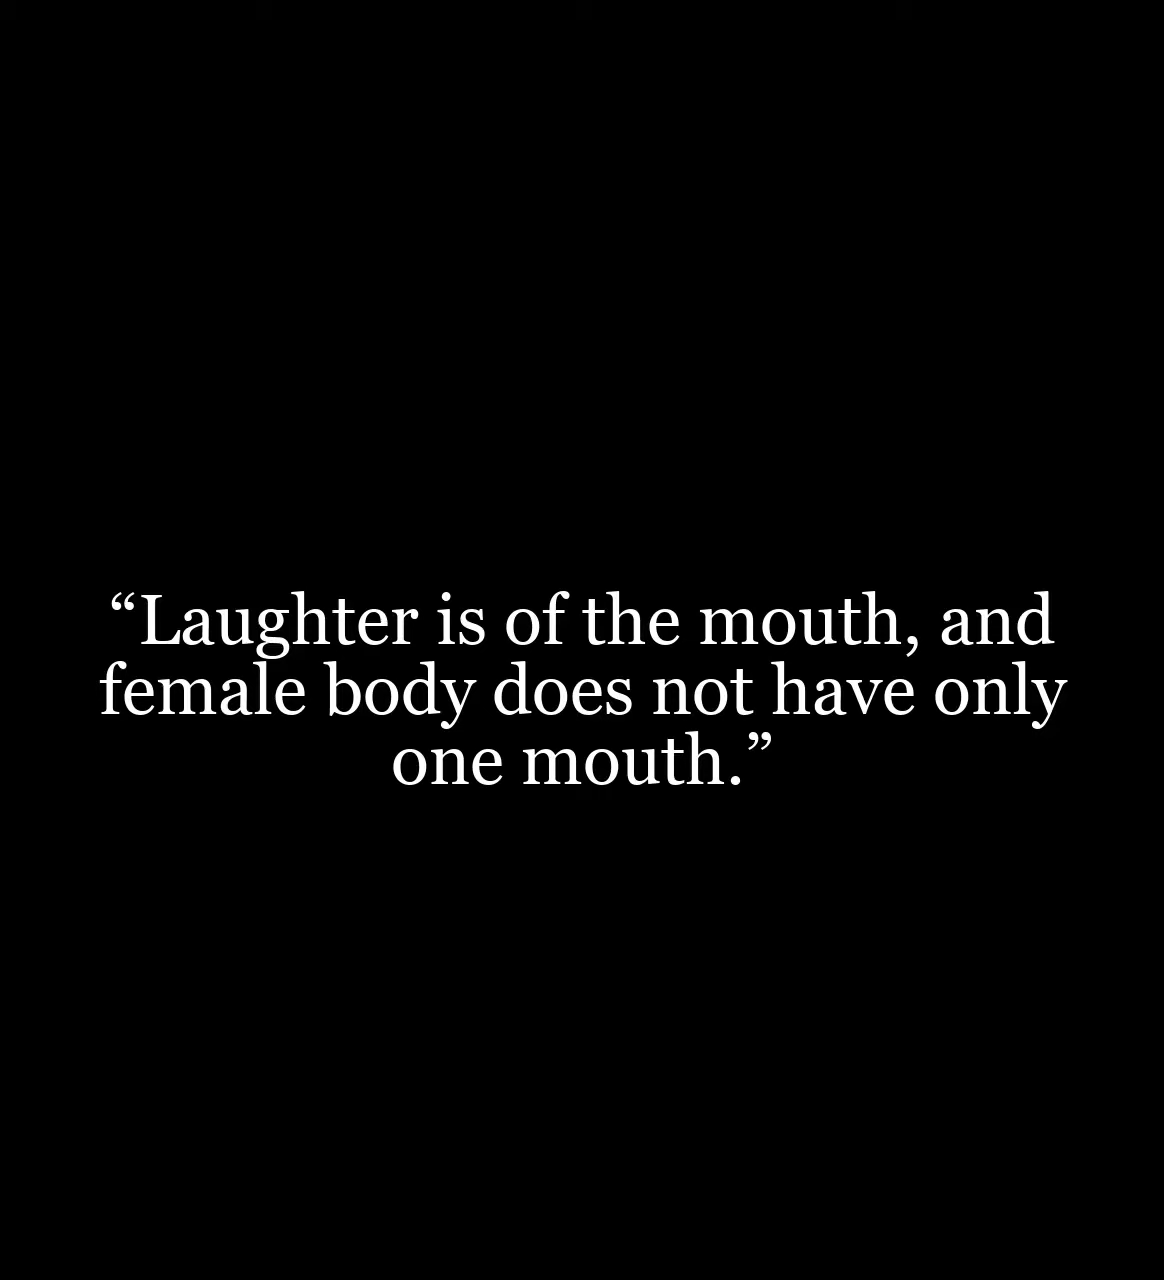 “Laughter is of the mouth, and
female body does not have only
one mouth.”